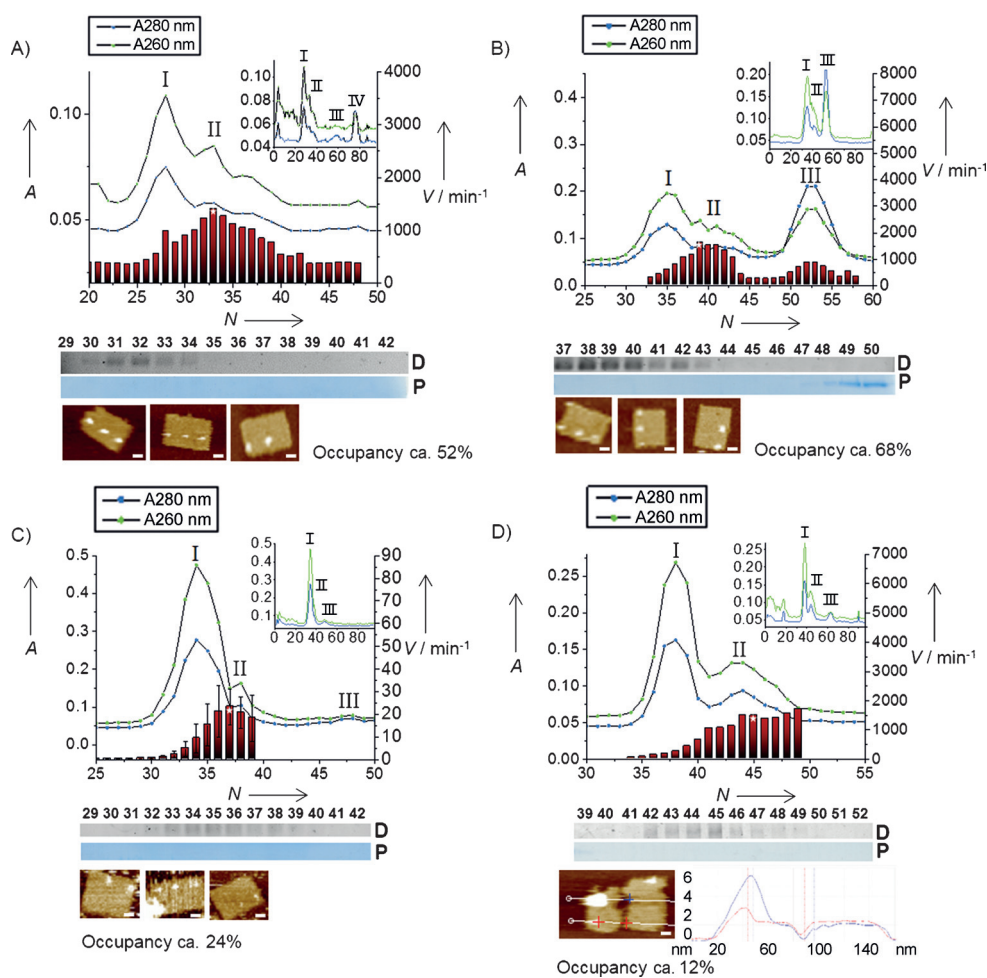 A)
A280 nm
A260 nm
I
II
0.10
0.05
A
4000
3000
2000
1000
0
V / min⁻¹
20 25 30 35 40 45 50
N
I
II
III
IV
0.10
0.08
0.06
0.04
0 20 40 60 80
29 30 31 32 33 34 35 36 37 38 39 40 41 42
D
P
Occupancy ca. 52%
B)
A280 nm
A260 nm
I
II
III
0.4
0.3
0.2
0.1
0.0
A
8000
7000
6000
5000
4000
3000
2000
1000
0
V / min⁻¹
25 30 35 40 45 50 55 60
N
I
II
III
0.20
0.15
0.10
0.05
0 20 40 60 80
37 38 39 40 41 42 43 44 45 46 47 48 49 50
D
P
Occupancy ca. 68%
C)
A280 nm
A260 nm
I
II
III
0.5
0.4
0.3
0.2
0.1
0.0
A
90
80
70
60
50
40
30
20
10
0
V / min⁻¹
25 30 35 40 45 50
N
I
II
III
0.5
0.4
0.3
0.2
0.1
0 20 40 60 80
29 30 31 32 33 34 35 36 37 38 39 40 41 42
D
P
Occupancy ca. 24%
D)
A280 nm
A260 nm
I
II
0.25
0.20
0.15
0.10
0.05
0.00
A
7000
6000
5000
4000
3000
2000
1000
0
V / min⁻¹
30 35 40 45 50 55
N
I
II
III
0.25
0.20
0.15
0.10
0.05
0 20 40 60 80
39 40 41 42 43 44 45 46 47 48 49 50 51 52
D
P
6
4
2
0
nm 20 60 100 140 nm
Occupancy ca. 12%